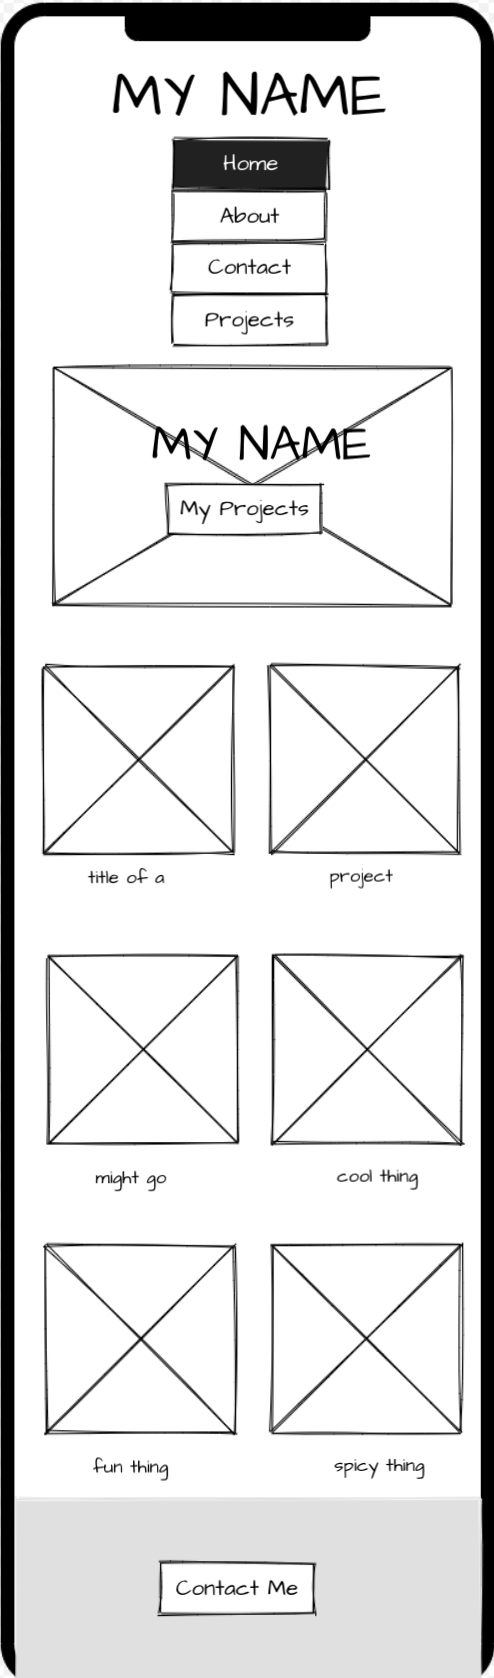 MY NAME
Home
About
Contact
Projects
MY NAME
My Projects
title of a
project
might go
cool thing
fun thing
spicy thing
Contact Me